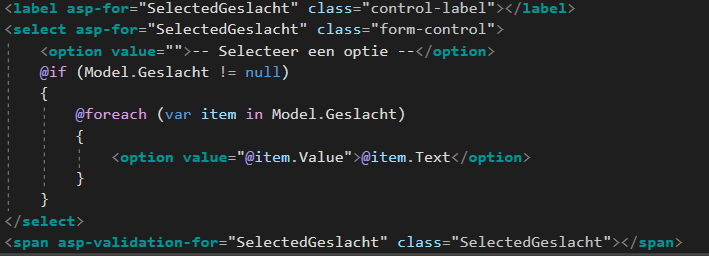 <label asp-for="SelectedGeslacht" class="control-label"></label>
<select asp-for="SelectedGeslacht" class="form-control">
<option value="">-- Selecteer een optie --</option>
@if (Model.Geslacht != null)
{
@foreach (var item in Model.Geslacht)
{
<option value="@item.Value">@item.Text</option>
}
}
</select>
<span asp-validation-for="SelectedGeslacht" class="SelectedGeslacht"></span>